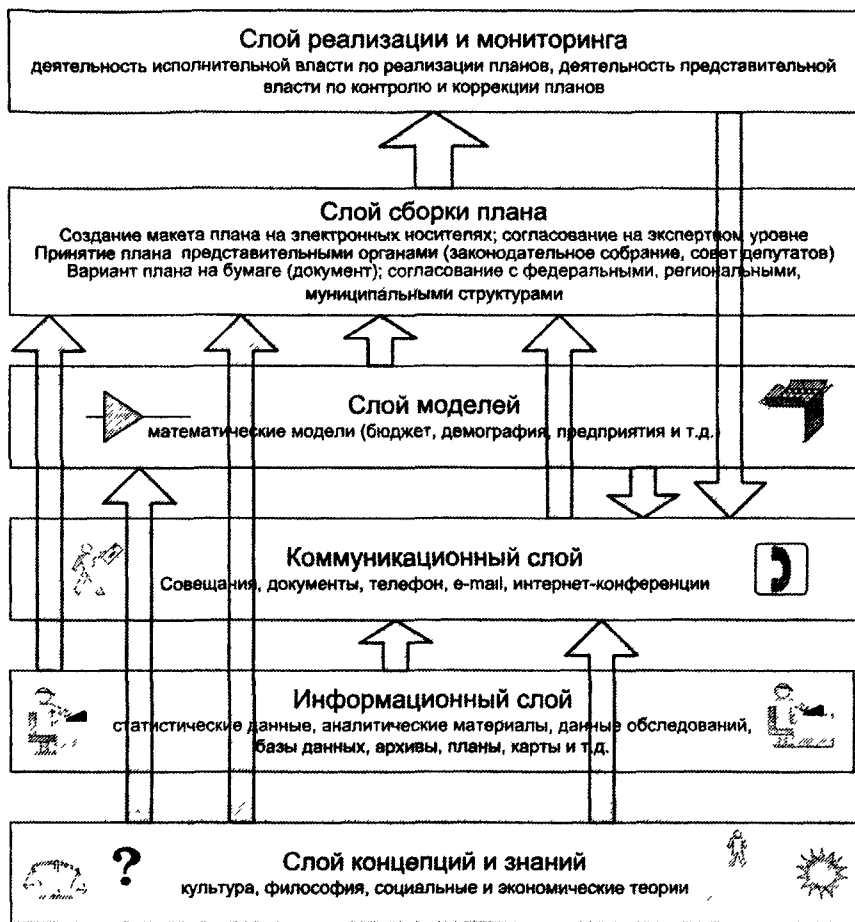 Слой реализации и мониторинга
деятельность исполнительной власти по реализации планов, деятельность представительной
власти по контролю и коррекции планов
Слой сборки плана
Создание макета плана на электронных носителях; согласование на экспертном уровне
Принятие плана представительными органами (законодательное собрание, совет депутатов)
Вариант плана на бумаге (документ); согласование с федеральными, региональными,
муниципальными структурами
Слой моделей
математические модели (бюджет, демография, предприятия и т.д.)
Коммуникационный слой
Совещания, документы, телефон, e-mail, интернет-конференции
Информационный слой
статистические данные, аналитические материалы, данные обследований,
базы данных, архивы, планы, карты и т.д.
?
Слой концепций и знаний
культура, философия, социальные и экономические теории